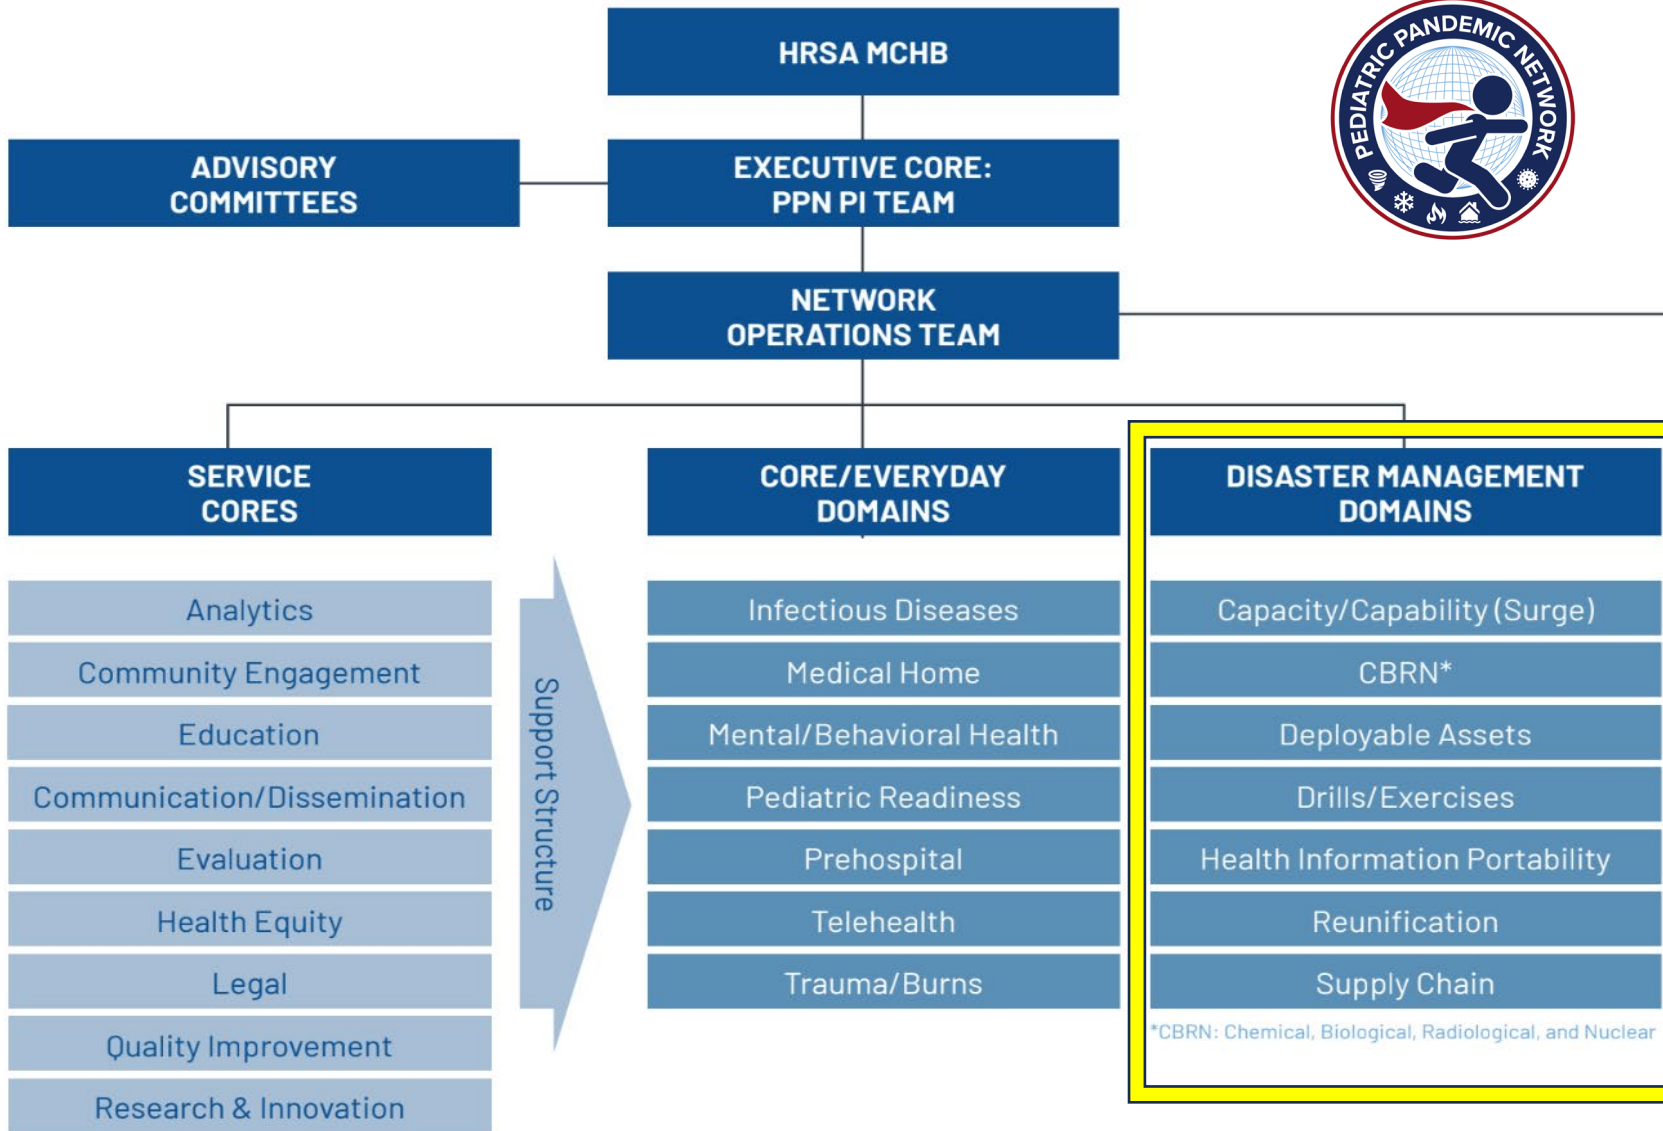 HRSA MCHB
PEDIATRIC PANDEMIC NETWORK
ADVISORY
COMMITTEES
EXECUTIVE CORE:
PPN PI TEAM
NETWORK
OPERATIONS TEAM
SERVICE
CORES
Analytics
Community Engagement
Education
Communication/Dissemination
Evaluation
Health Equity
Legal
Quality Improvement
Research & Innovation
Support Structure
CORE/EVERYDAY
DOMAINS
Infectious Diseases
Medical Home
Mental/Behavioral Health
Pediatric Readiness
Prehospital
Telehealth
Trauma/Burns
DISASTER MANAGEMENT
DOMAINS
Capacity/Capability (Surge)
CBRN*
Deployable Assets
Drills/Exercises
Health Information Portability
Reunification
Supply Chain
*CBRN: Chemical, Biological, Radiological, and Nuclear